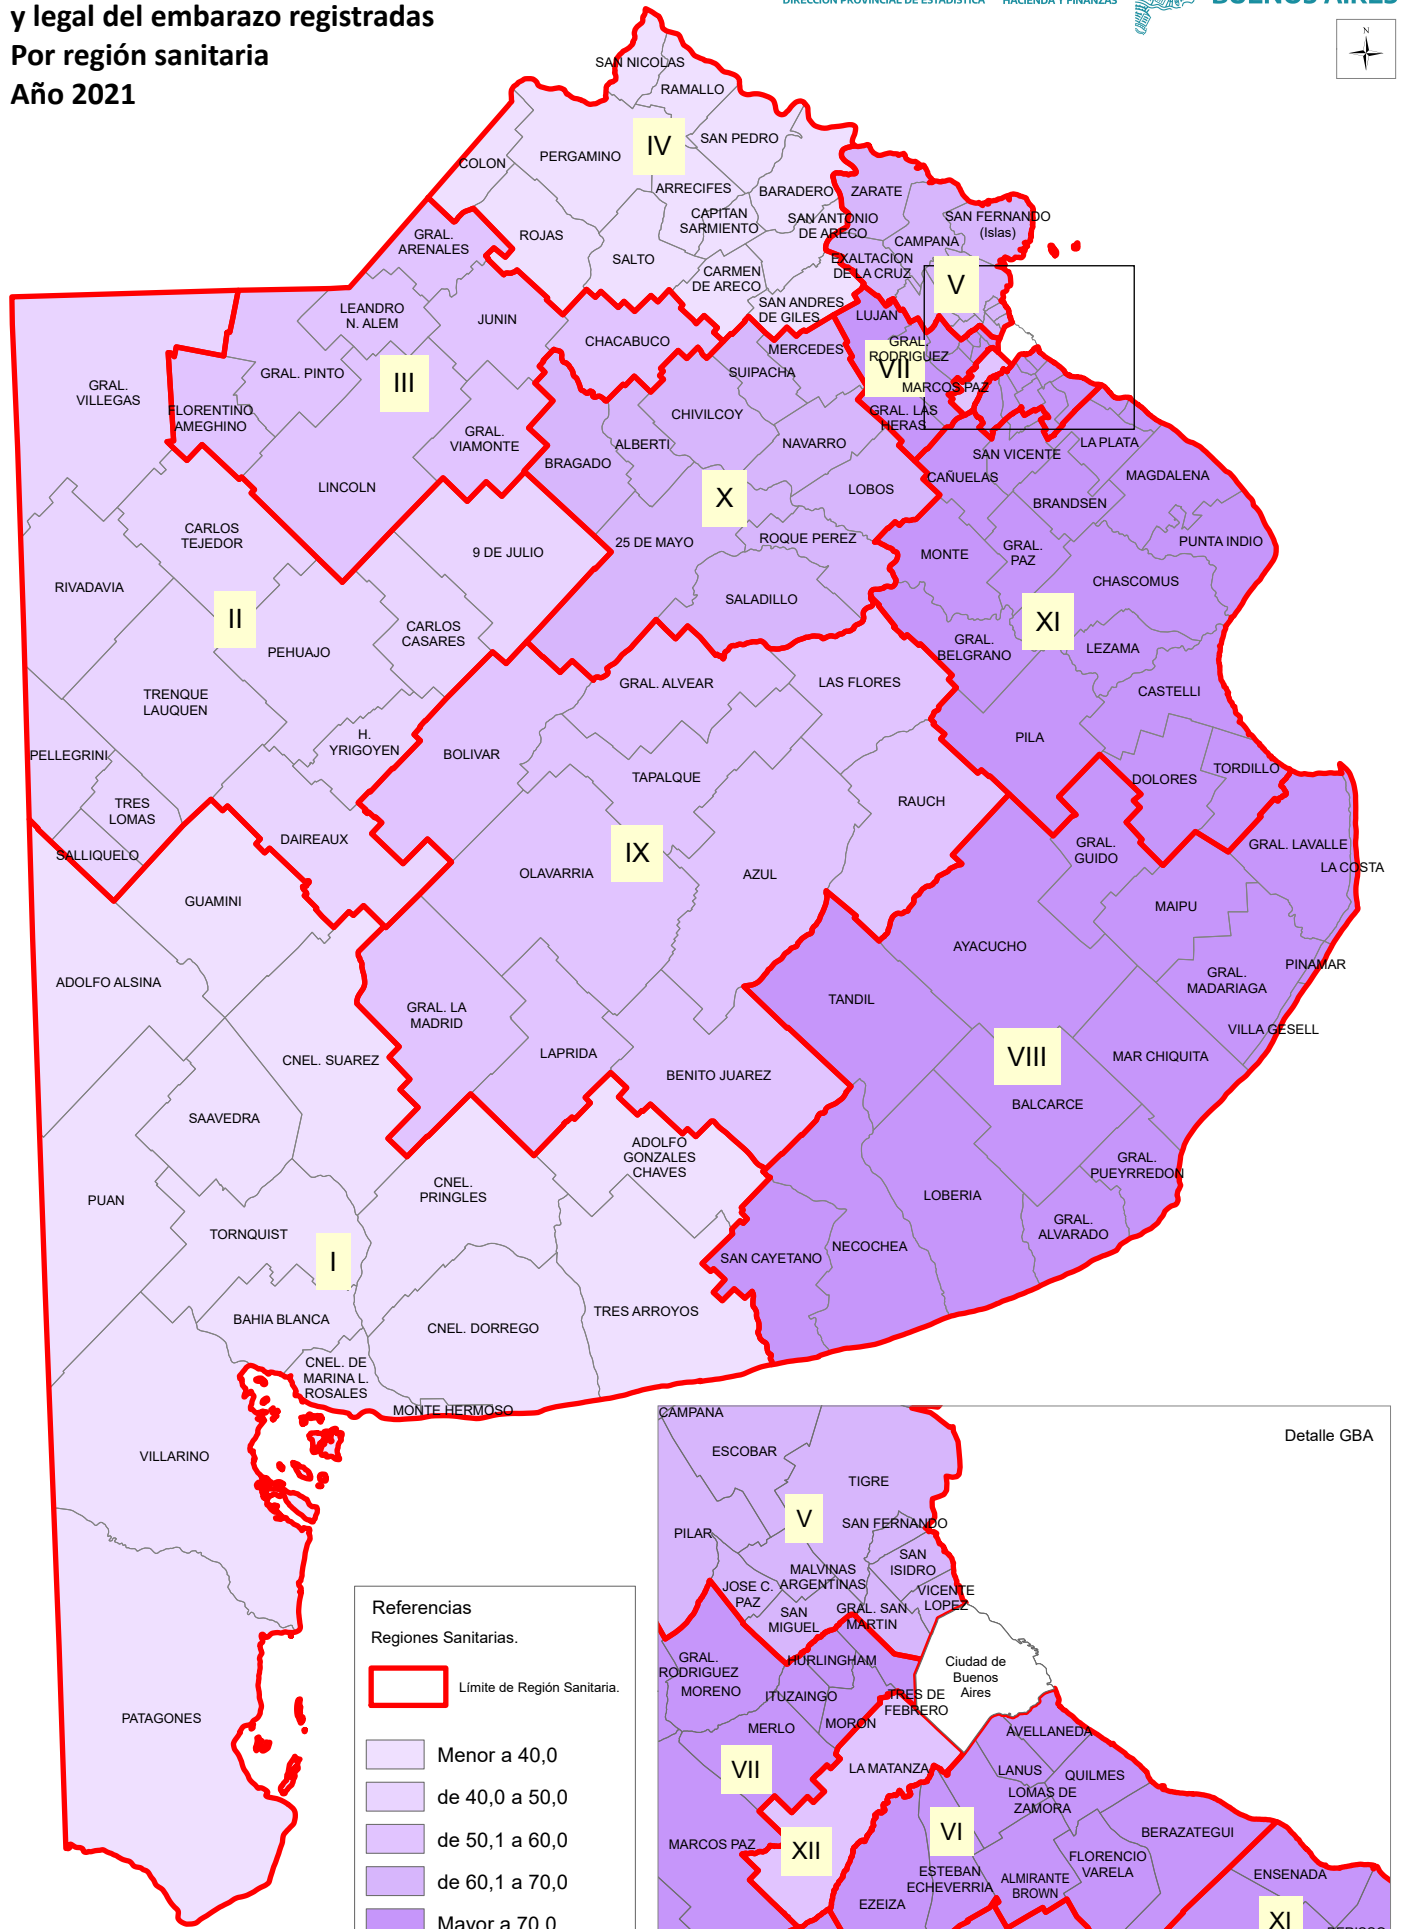 y legal del embarazo registradas
Por región sanitaria
Año 2021
DIRECCIÓN PROVINCIAL DE ESTADÍSTICA
HACIENDA Y FINANZAS
BUENOS AIRES
N
SAN NICOLAS
RAMALLO
IV
SAN PEDRO
COLON
PERGAMINO
ARRECIFES
BARADERO
ZARATE
CAPITAN
SARMIENTO
SAN ANTONIO
DE ARECO
SAN FERNANDO
(Islas)
GRAL.
ARENALES
ROJAS
CAMPANA
SALTO
EXALTACION
DE LA CRUZ
CARMEN
DE ARECO
V
SAN ANDRES
DE GILES
LUJAN
LEANDRO
N. ALEM
JUNIN
CHACABUCO
MERCEDES
GRAL.
RODRIGUEZ
GRAL.
VILLEGAS
GRAL. PINTO
III
SUIPACHA
VII
MARCOS PAZ
FLORENTINO
AMEGHINO
CHIVILCOY
GRAL. LAS
HERAS
GRAL.
VIAMONTE
ALBERTI
NAVARRO
LA PLATA
BRAGADO
SAN VICENTE
LINCOLN
X
LOBOS
CAÑUELAS
MAGDALENA
BRANDSEN
CARLOS
TEJEDOR
9 DE JULIO
25 DE MAYO
ROQUE PEREZ
MONTE
GRAL.
PAZ
PUNTA INDIO
RIVADAVIA
CHASCOMUS
SALADILLO
II
CARLOS
CASARES
XI
PEHUAJO
GRAL.
BELGRANO
LEZAMA
TRENQUE
LAUQUEN
GRAL. ALVEAR
LAS FLORES
CASTELLI
H.
YRIGOYEN
PELLEGRINI
BOLIVAR
PILA
TAPALQUE
DOLORES
TORDILLO
TRES
LOMAS
RAUCH
SALLIQUELO
DAIREAUX
GRAL.
GUIDO
GRAL. LAVALLE
IX
LA COSTA
OLAVARRIA
AZUL
GUAMINI
MAIPU
AYACUCHO
ADOLFO ALSINA
PINAMAR
GRAL.
MADARIAGA
TANDIL
GRAL. LA
MADRID
VILLA GESELL
CNEL. SUAREZ
LAPRIDA
VIII
MAR CHIQUITA
BENITO JUAREZ
BALCARCE
SAAVEDRA
ADOLFO
GONZALES
CHAVES
GRAL.
PUEYRREDON
CNEL.
PRINGLES
PUAN
LOBERIA
TORNQUIST
GRAL.
ALVARADO
I
NECOCHEA
SAN CAYETANO
TRES ARROYOS
BAHIA BLANCA
CNEL. DORREGO
CNEL. DE
MARINA L.
ROSALES
MONTE HERMOSO
VILLARINO
PATAGONES
Referencias
Regiones Sanitarias.
Límite de Región Sanitaria.
Menor a 40,0
de 40,0 a 50,0
de 50,1 a 60,0
de 60,1 a 70,0
Mayor a 70,0
CAMPANA
Detalle GBA
ESCOBAR
TIGRE
V
SAN FERNANDO
PILAR
SAN
ISIDRO
MALVINAS
ARGENTINAS
JOSE C.
PAZ
VICENTE
LOPEZ
SAN
MIGUEL
GRAL. SAN
MARTIN
GRAL.
RODRIGUEZ
HURLINGHAM
Ciudad de
Buenos
Aires
MORENO
ITUZAINGO
TRES DE
FEBRERO
MERLO
MORON
AVELLANEDA
VII
LA MATANZA
LANUS
QUILMES
LOMAS DE
ZAMORA
MARCOS PAZ
XII
VI
BERAZATEGUI
FLORENCIO
VARELA
ESTEBAN
ECHEVERRIA
ALMIRANTE
BROWN
ENSENADA
EZEIZA
XI